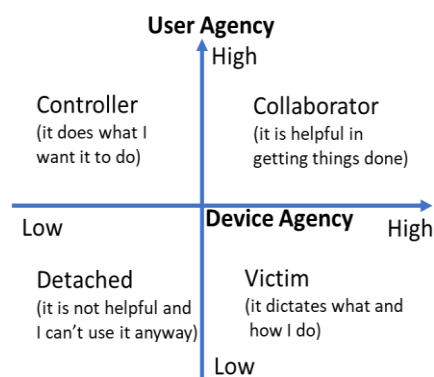 User Agency
High
Controller
(it does what I
want it to do)
Collaborator
(it is helpful in
getting things done)
Low
Device Agency
High
Detached
(it is not helpful and
I can't use it anyway)
Victim
(it dictates what and
how I do)
Low